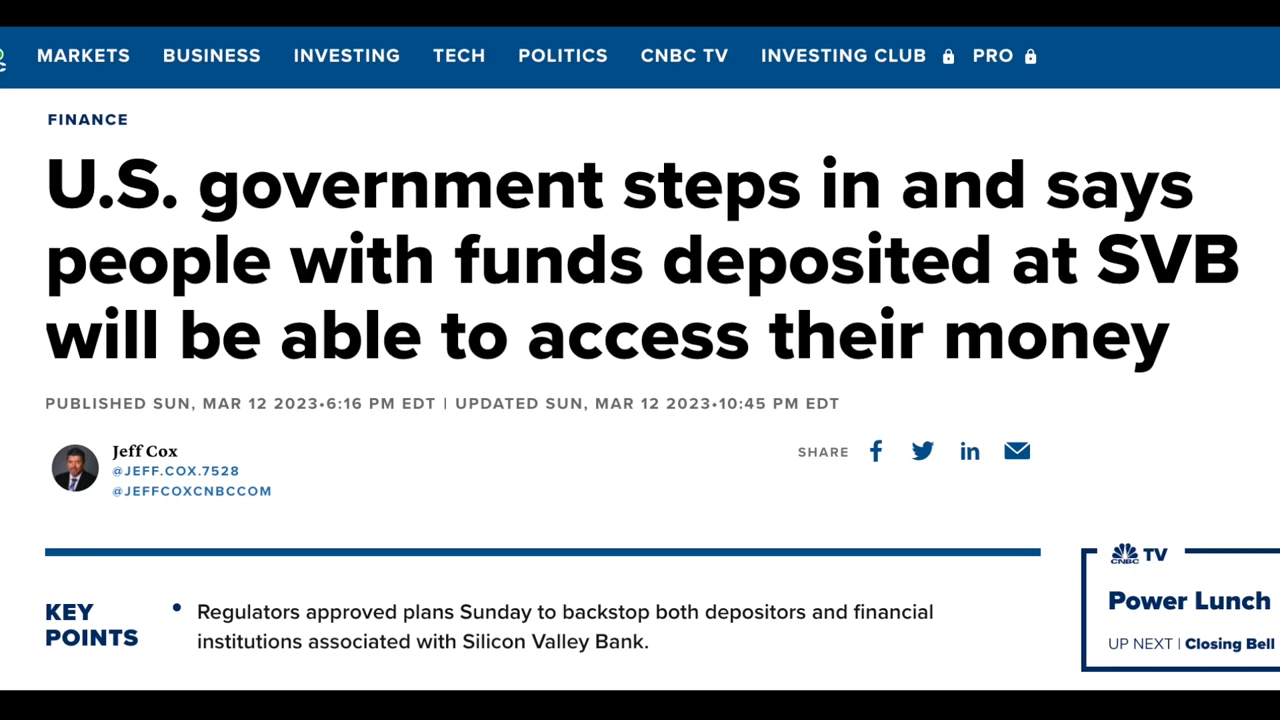 MARKETS BUSINESS INVESTING TECH POLITICS CNBC TV INVESTING CLUB PRO
FINANCE
U.S. government steps in and says
people with funds deposited at SVB
will be able to access their money
PUBLISHED SUN, MAR 12 2023•6:16 PM EDT | UPDATED SUN, MAR 12 2023•10:45 PM EDT
Jeff Cox
@JEFF.COX.7528
@JEFFCOXCNBCCOM
SHARE
KEY
POINTS
• Regulators approved plans Sunday to backstop both depositors and financial
institutions associated with Silicon Valley Bank.
CNBC TV
Power Lunch
UP NEXT | Closing Bell